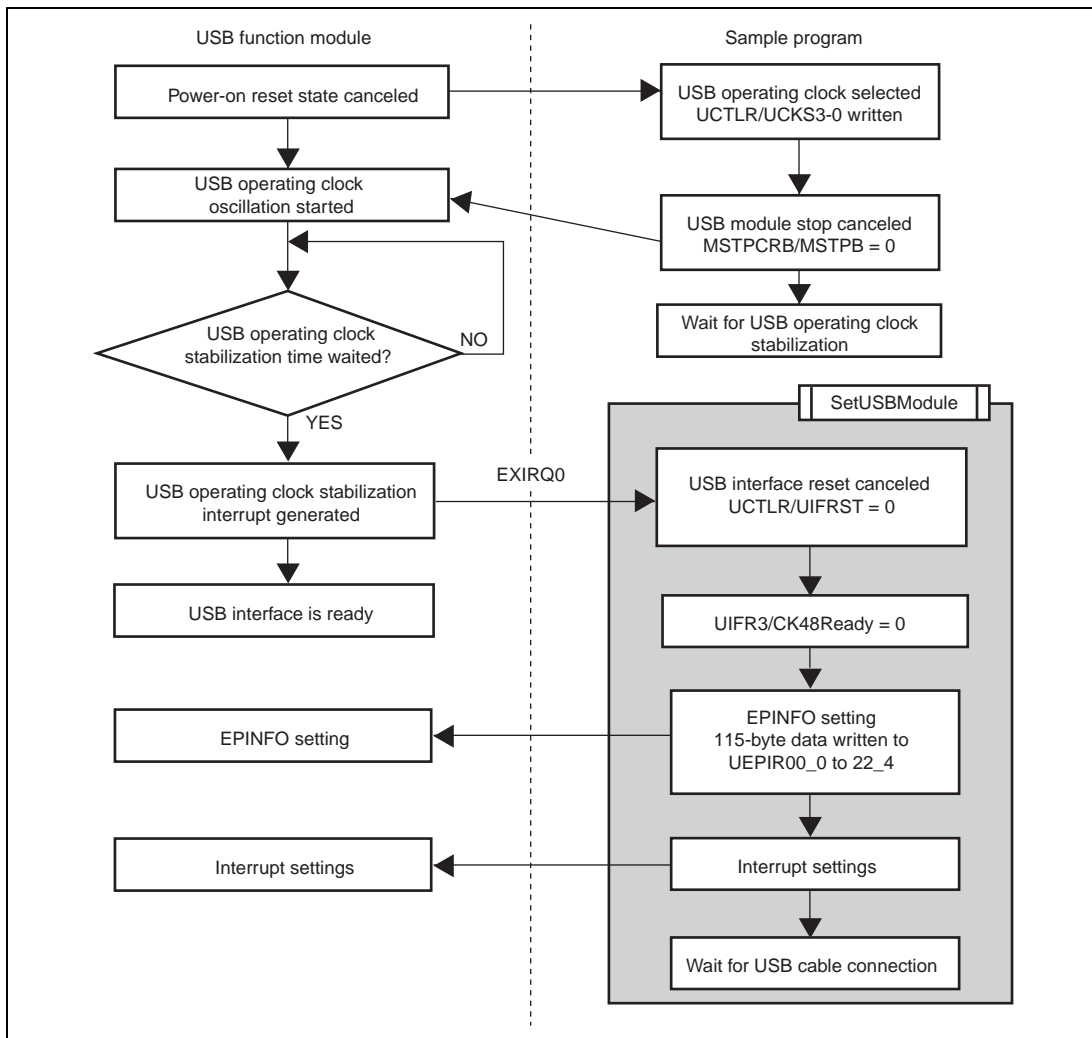 USB function module
Sample program
Power-on reset state canceled
USB operating clock selected
UCTLR/UCKS3-0 written
USB operating clock
oscillation started
USB module stop canceled
MSTPCRB/MSTPB = 0
USB operating clock
stabilization time waited?
NO
Wait for USB operating clock
stabilization
YES
SetUSBModule
USB operating clock stabilization
interrupt generated
EXIRQ0
USB interface reset canceled
UCTLR/UIFRST = 0
USB interface is ready
UIFR3/CK48Ready = 0
EPINFO setting
EPINFO setting
115-byte data written to
UEPIR00_0 to 22_4
Interrupt settings
Interrupt settings
Wait for USB cable connection